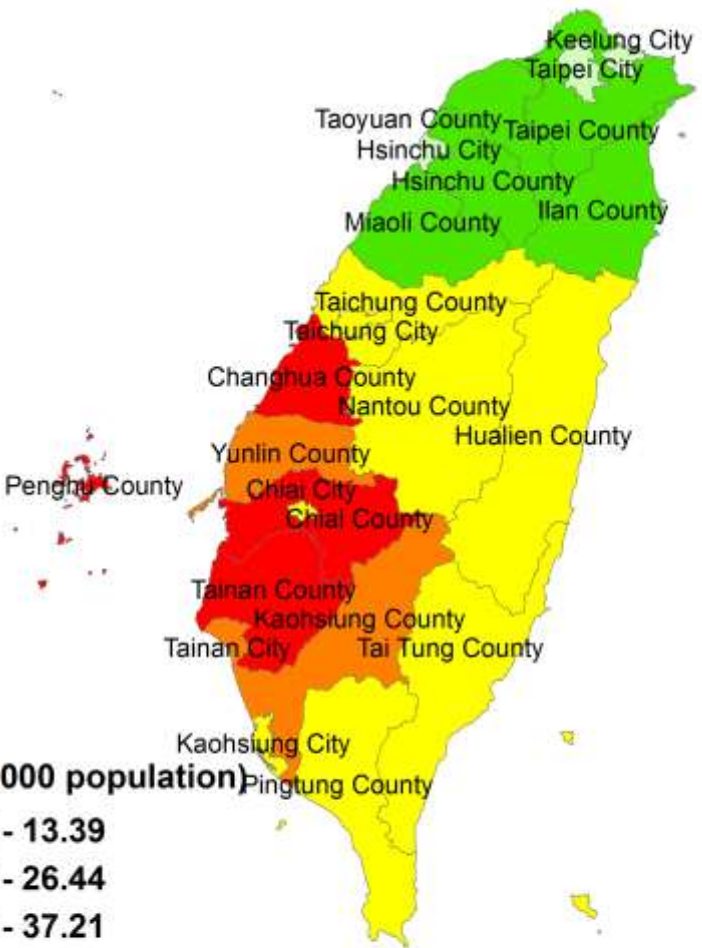 Keelung City
Taipei City
Taoyuan County
Taipei County
Hsinchu City
Hsinchu County
Ilan County
Miaoli County
Taichung County
Taichung City
Changhua County
Nantou County
Hualien County
Yunlin County
Penghu County
Chiai City
Chiai County
Tainan County
Kaohsiung County
Tainan City
Tai Tung County
Kaohsiung City
000 population)
Pingtung County
- 13.39
- 26.44
- 37.21